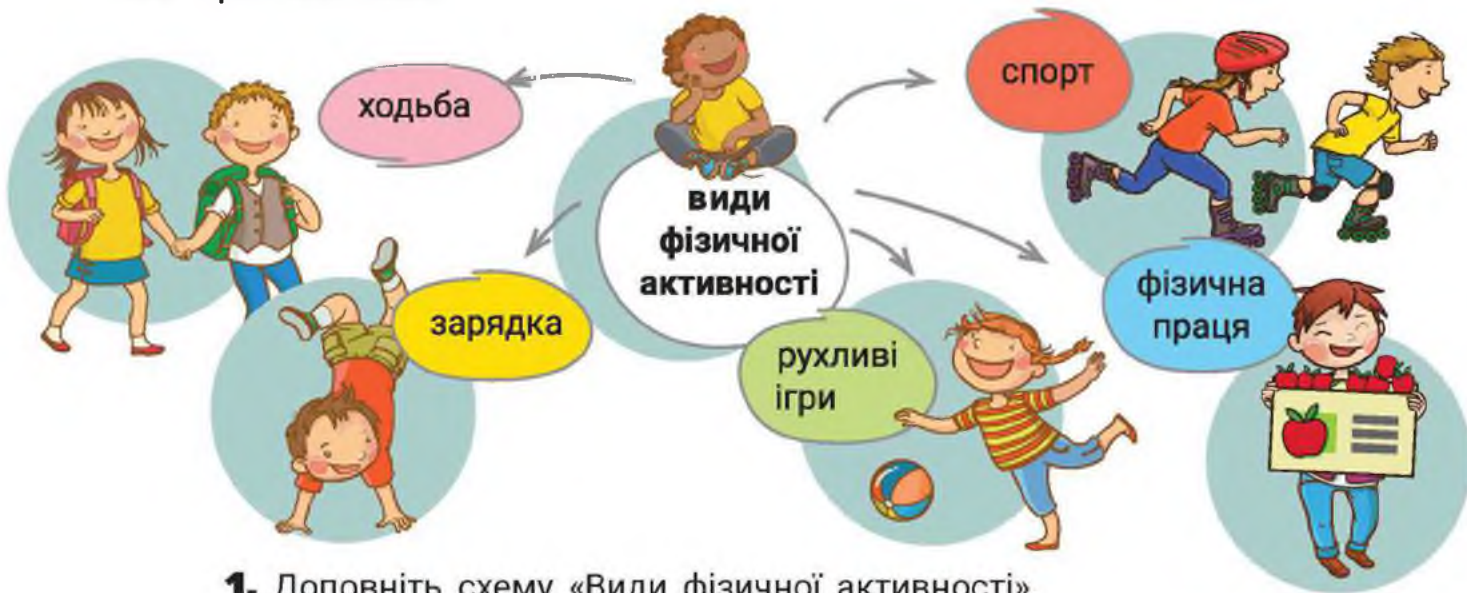 ходьба
спорт
види
фізичної
активності
зарядка
рухливі
ігри
фізична
праця
1. Доповніть схему «Види фізичної активності»